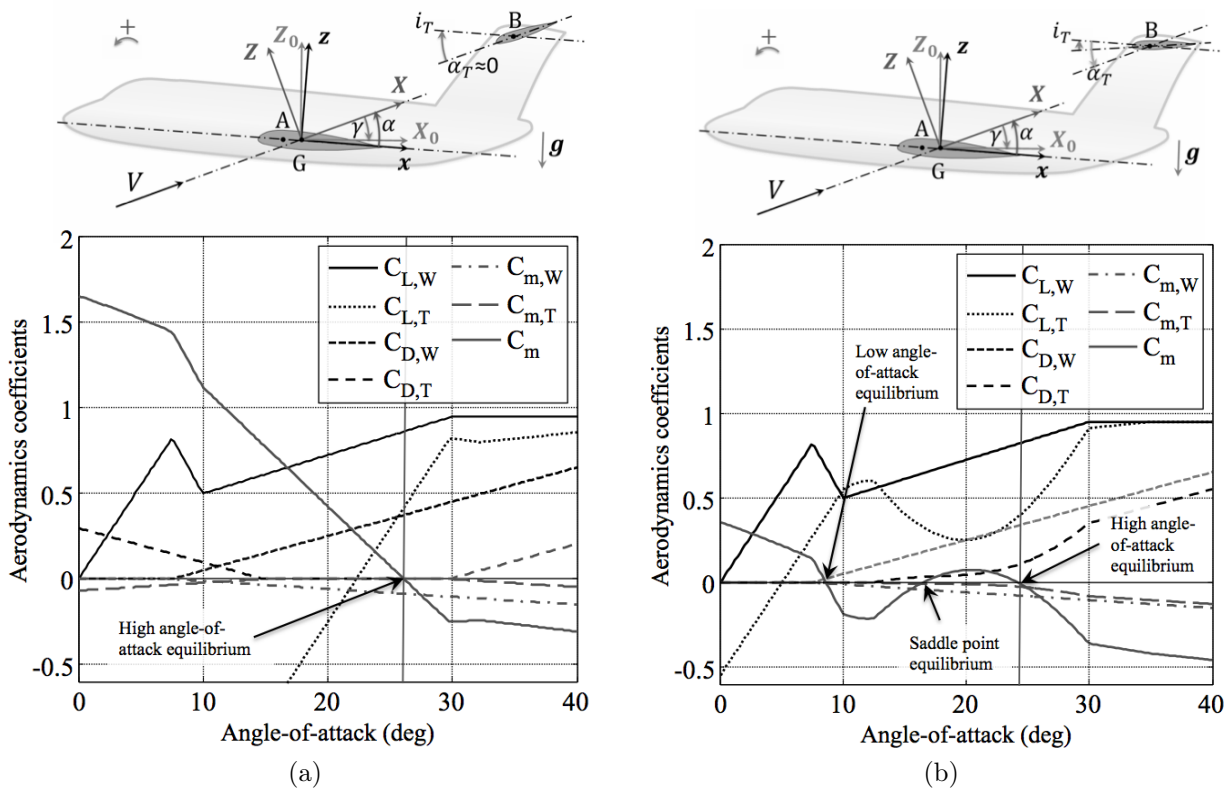 +
i_T
B
Z
Z₀
z
α_T≈0
X
A
γ
α
X₀
G
x
g
V
2
1.5
1
0.5
0
-0.5
Aerodynamics coefficients
C_L,W
C_L,T
C_D,W
C_D,T
C_m,W
C_m,T
C_m
High angle-of-
attack equilibrium
0
10
20
30
40
Angle-of-attack (deg)
(a)
+
i_T
B
Z
Z₀
z
α_T
X
A
γ
α
X₀
G
x
g
V
2
1.5
1
0.5
0
-0.5
Aerodynamics coefficients
C_L,W
C_L,T
C_D,W
C_D,T
C_m,W
C_m,T
C_m
Low angle-
of-attack
equilibrium
High angle-
of-attack
equilibrium
Saddle point
equilibrium
0
10
20
30
40
Angle-of-attack (deg)
(b)